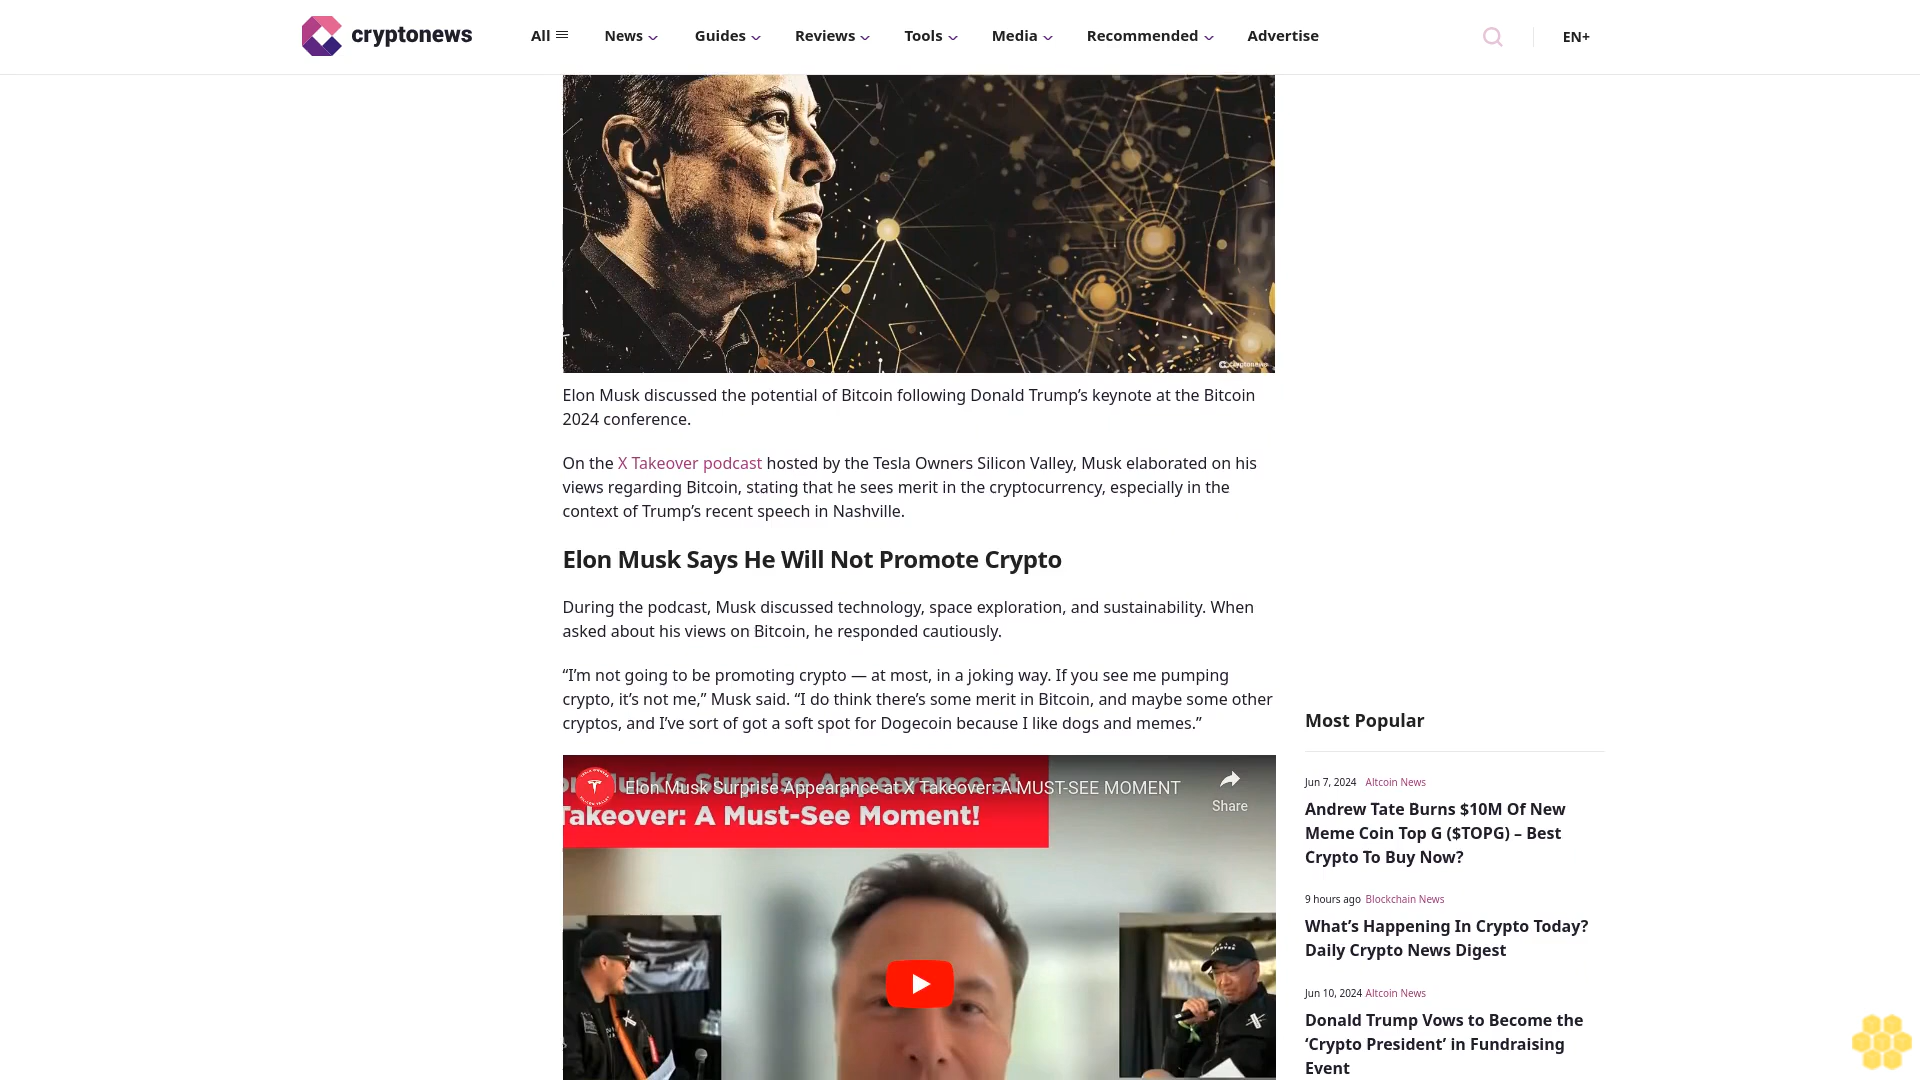 cryptonews
All
News
Guides
Reviews
Tools
Media
Recommended
Advertise
EN+
cryptonews
Elon Musk discussed the potential of Bitcoin following Donald Trump’s keynote at the Bitcoin
2024 conference.
On the X Takeover podcast hosted by the Tesla Owners Silicon Valley, Musk elaborated on his
views regarding Bitcoin, stating that he sees merit in the cryptocurrency, especially in the
context of Trump’s recent speech in Nashville.
Elon Musk Says He Will Not Promote Crypto
During the podcast, Musk discussed technology, space exploration, and sustainability. When
asked about his views on Bitcoin, he responded cautiously.
“I’m not going to be promoting crypto — at most, in a joking way. If you see me pumping
crypto, it’s not me,” Musk said. “I do think there’s some merit in Bitcoin, and maybe some other
cryptos, and I’ve sort of got a soft spot for Dogecoin because I like dogs and memes.”
Musk’s Surprise Appearance at
Takeover: A Must-See Moment!
Elon Musk Surprise Appearance at X Takeover: A MUST-SEE MOMENT
Share
Most Popular
Jun 7, 2024 Altcoin News
Andrew Tate Burns $10M Of New
Meme Coin Top G ($TOPG) – Best
Crypto To Buy Now?
9 hours ago Blockchain News
What’s Happening In Crypto Today?
Daily Crypto News Digest
Jun 10, 2024 Altcoin News
Donald Trump Vows to Become the
‘Crypto President’ in Fundraising
Event